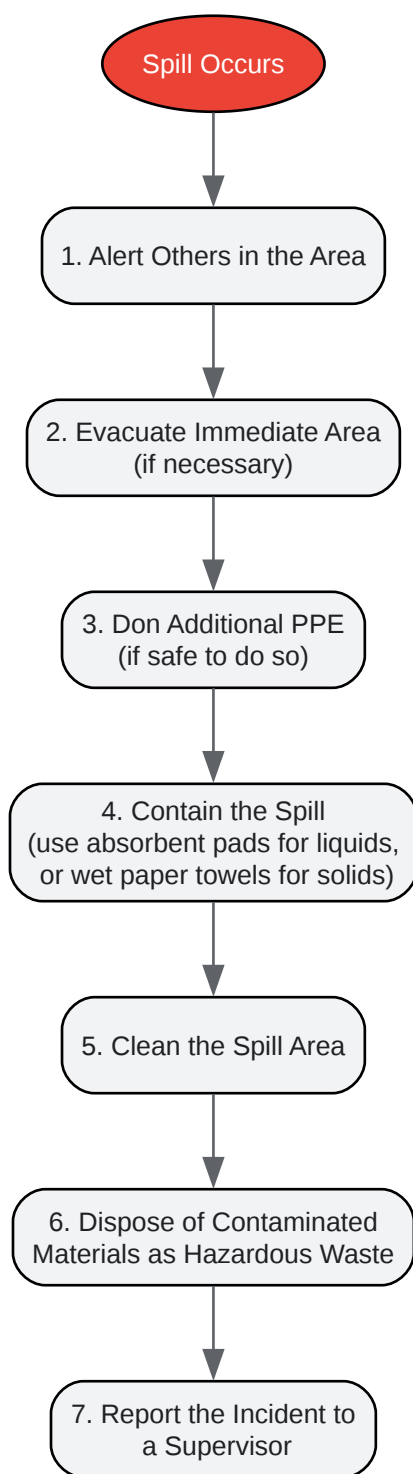 Spill Occurs
1. Alert Others in the Area
2. Evacuate Immediate Area
(if necessary)
3. Don Additional PPE
(if safe to do so)
4. Contain the Spill
(use absorbent pads for liquids,
or wet paper towels for solids)
5. Clean the Spill Area
6. Dispose of Contaminated
Materials as Hazardous Waste
7. Report the Incident to
a Supervisor